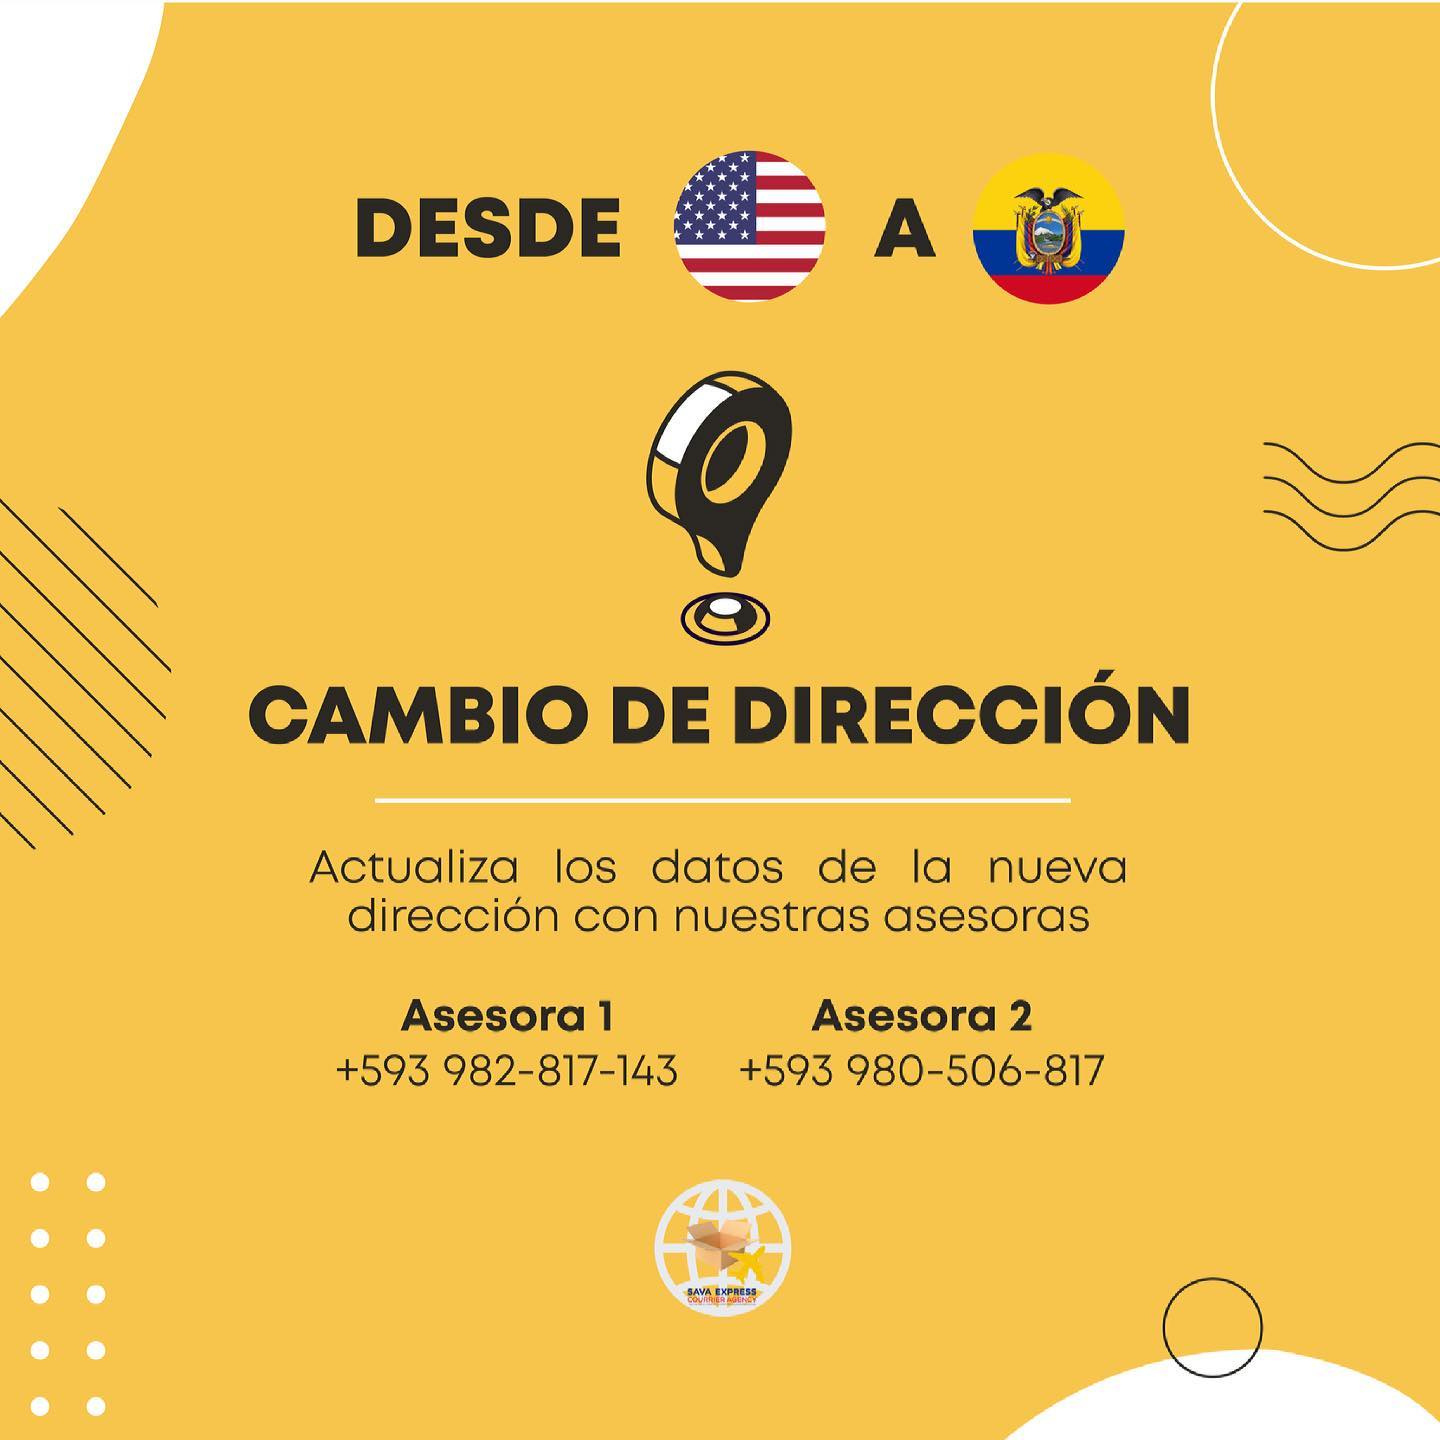 DESDE A
CAMBIO DE DIRECCIÓN
Actualiza los datos de la nueva
dirección con nuestras asesoras
Asesora 1 Asesora 2
+593 982-817-143 +593 980-506-817
SAVA EXPRESS
COURRIER AGENCY